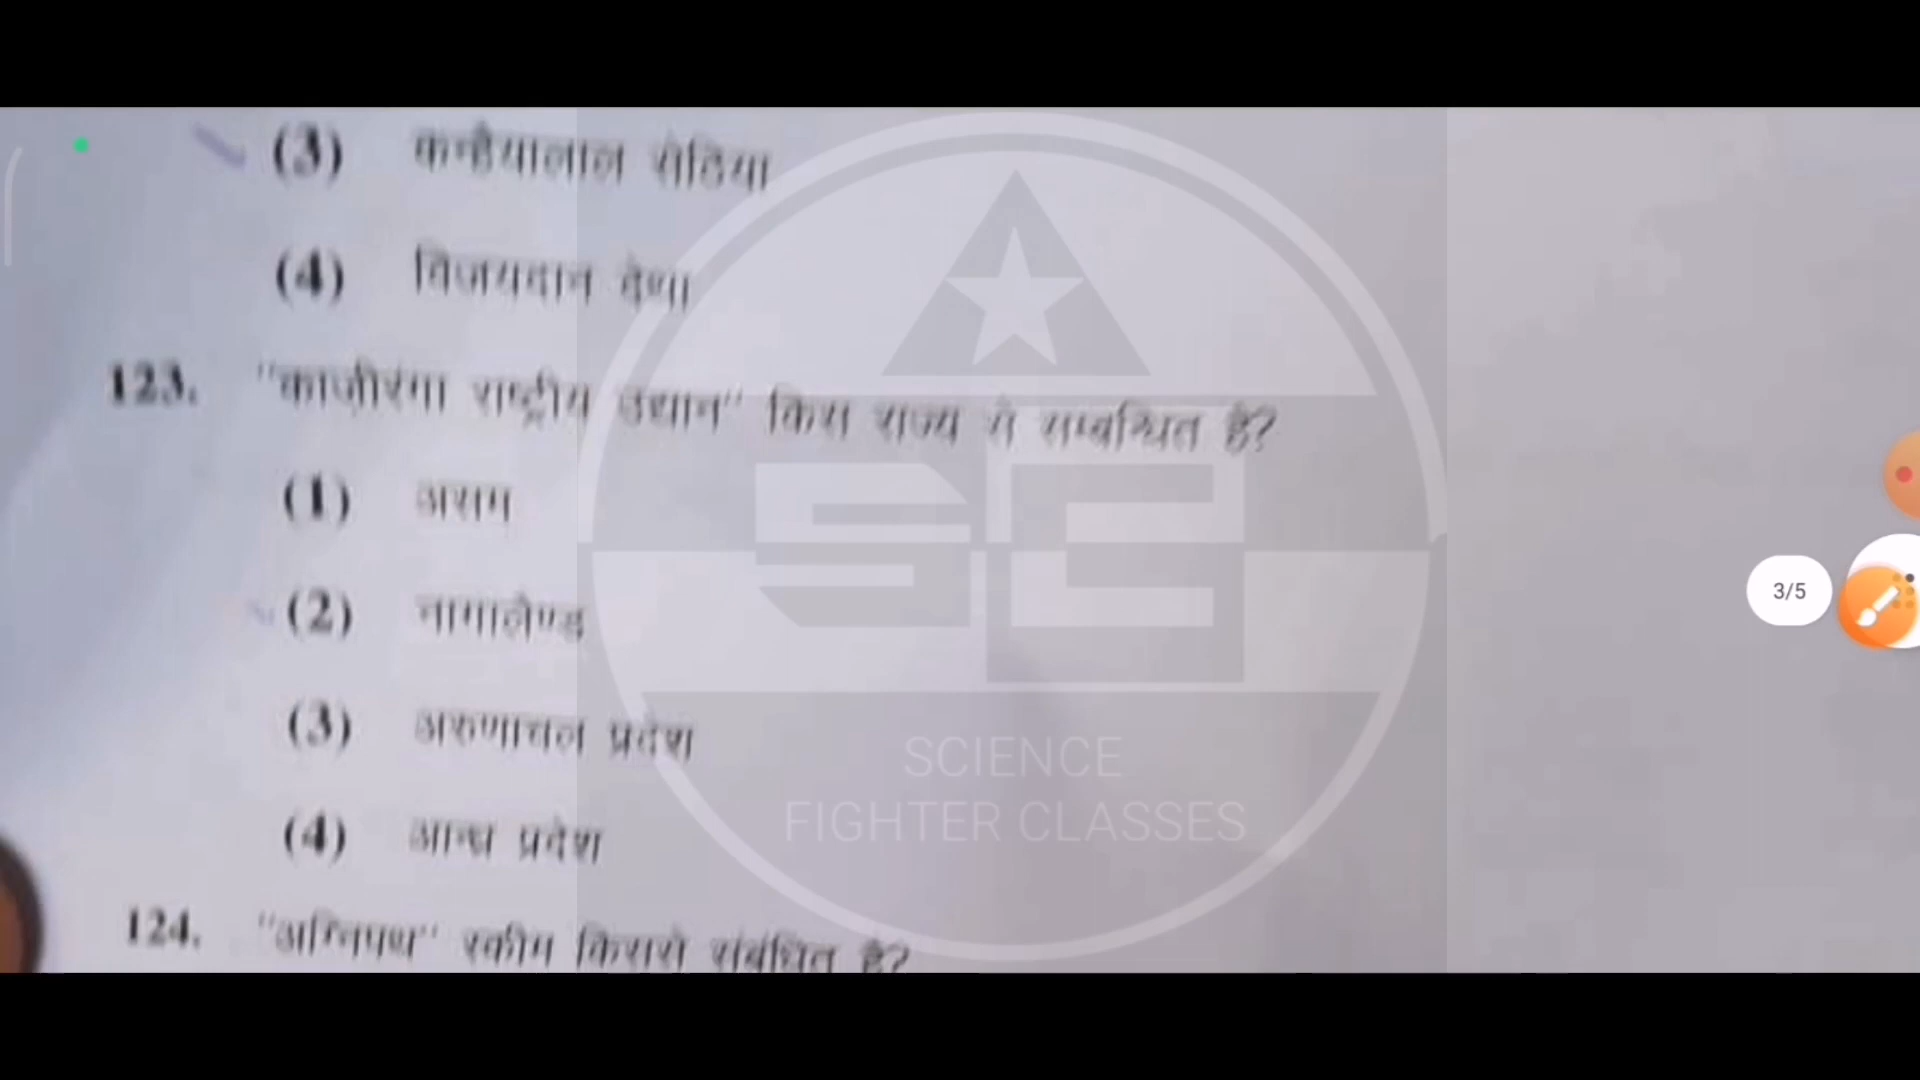 (3) कन्हैयालाल सेठिया
(4) विजयदान देथा
123. "काज़ीरंगा राष्ट्रीय उद्यान" किस राज्य से सम्बन्धित है?
(1) असम
(2) नागालैण्ड
(3) अरुणाचल प्रदेश
(4) आन्ध्र प्रदेश
124. "अग्निपथ" स्कीम किससे संबंधित है?
SC
SCIENCE
FIGHTER CLASSES
3/5